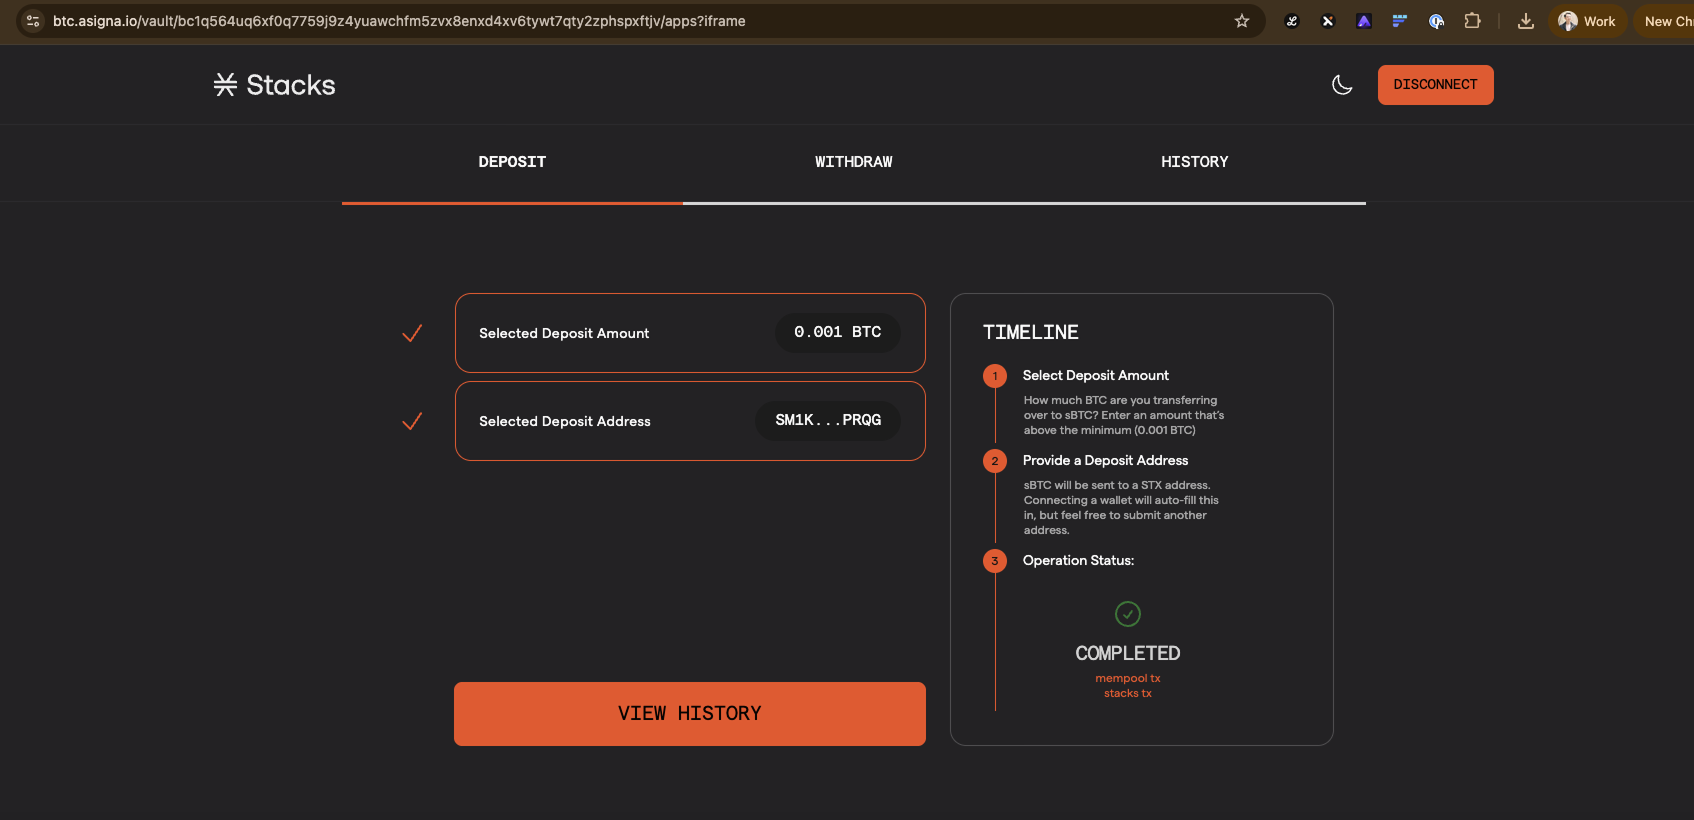 btc.asigna.io/vault/bc1q564uq6xf0q7759j9z4yuawchfm5zvx8enxd4xv6tywt7qty2zphspxftjv/apps?iframe
Work
New Ch
Stacks
DISCONNECT
DEPOSIT
WITHDRAW
HISTORY
Selected Deposit Amount
0.001 BTC
Selected Deposit Address
SM1K...PRQG
VIEW HISTORY
TIMELINE
1
Select Deposit Amount
How much BTC are you transferring
over to sBTC? Enter an amount that's
above the minimum (0.001 BTC)
2
Provide a Deposit Address
sBTC will be sent to a STX address.
Connecting a wallet will auto-fill this
in, but feel free to submit another
address.
3
Operation Status:
COMPLETED
mempool tx
stacks tx